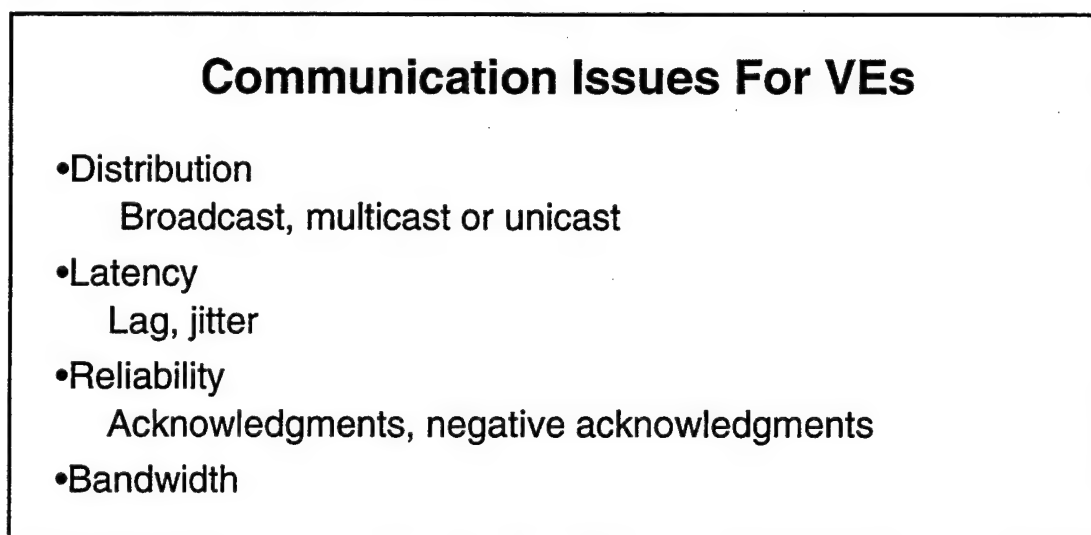 Communication Issues For VEs
•Distribution
Broadcast, multicast or unicast
•Latency
Lag, jitter
•Reliability
Acknowledgments, negative acknowledgments
•Bandwidth